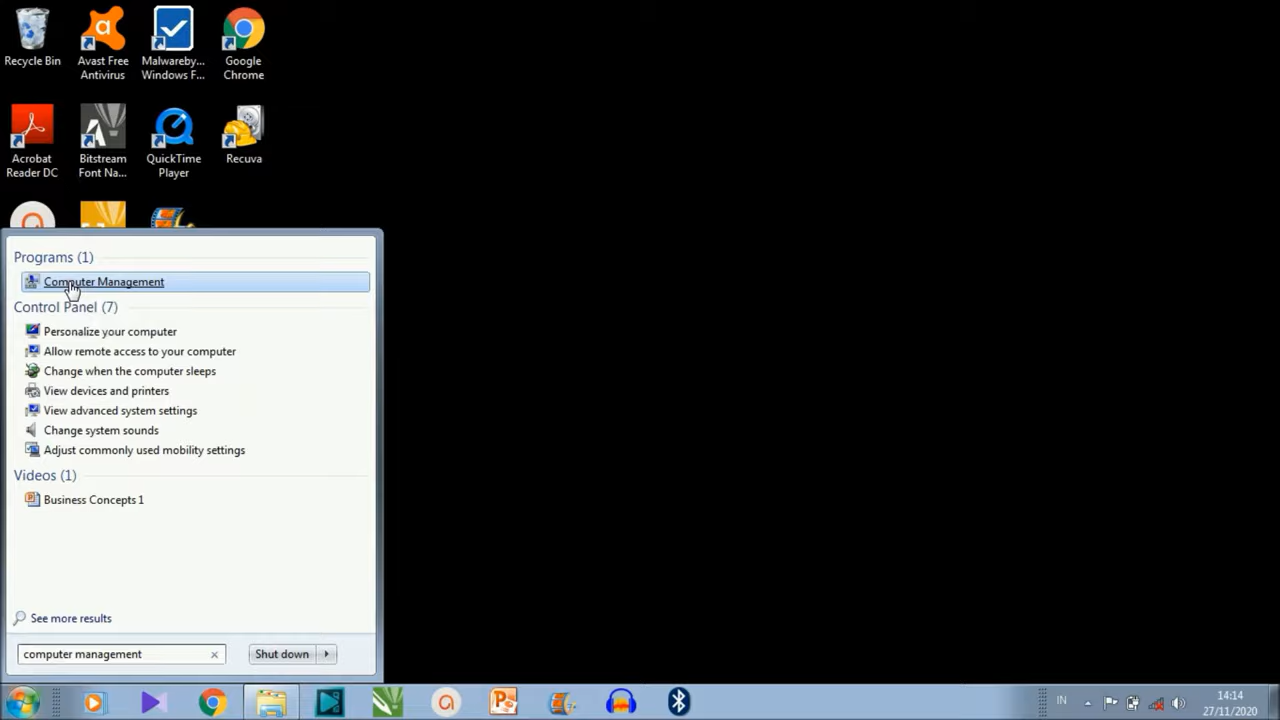 Recycle Bin
Avast Free
Antivirus
Malwareby...
Windows F...
Google
Chrome
Acrobat
Reader DC
Bitstream
Font Na...
QuickTime
Player
Recuva
Programs (1)
Computer Management
Control Panel (7)
Personalize your computer
Allow remote access to your computer
Change when the computer sleeps
View devices and printers
View advanced system settings
Change system sounds
Adjust commonly used mobility settings
Videos (1)
Business Concepts 1
See more results
computer management
Shut down
IN
14:14
27/11/2020